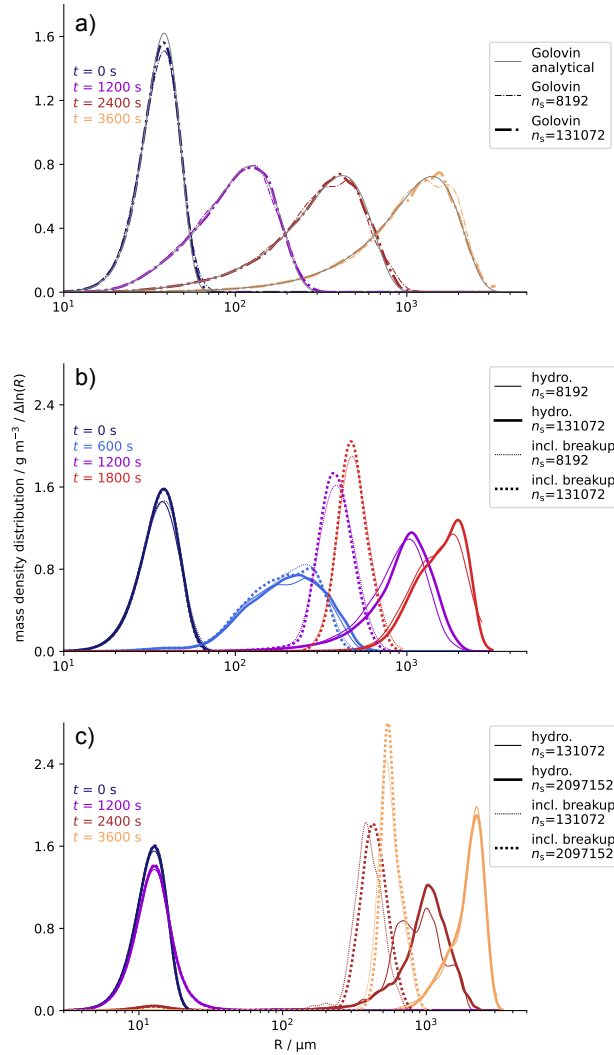 a)
1.6
1.2
0.8
0.4
0.0
t = 0 s
t = 1200 s
t = 2400 s
t = 3600 s
Golovin
analytical
Golovin
nₛ=8192
Golovin
nₛ=131072
10¹
10²
10³
b)
2.4
1.6
0.8
0.0
t = 0 s
t = 600 s
t = 1200 s
t = 1800 s
hydro.
nₛ=8192
hydro.
nₛ=131072
incl. breakup
nₛ=8192
incl. breakup
nₛ=131072
mass density distribution / g m⁻³ / Δln(R)
10¹
10²
10³
c)
2.4
1.6
0.8
0.0
t = 0 s
t = 1200 s
t = 2400 s
t = 3600 s
hydro.
nₛ=131072
hydro.
nₛ=2097152
incl. breakup
nₛ=131072
incl. breakup
nₛ=2097152
10¹
10²
10³
R / μm